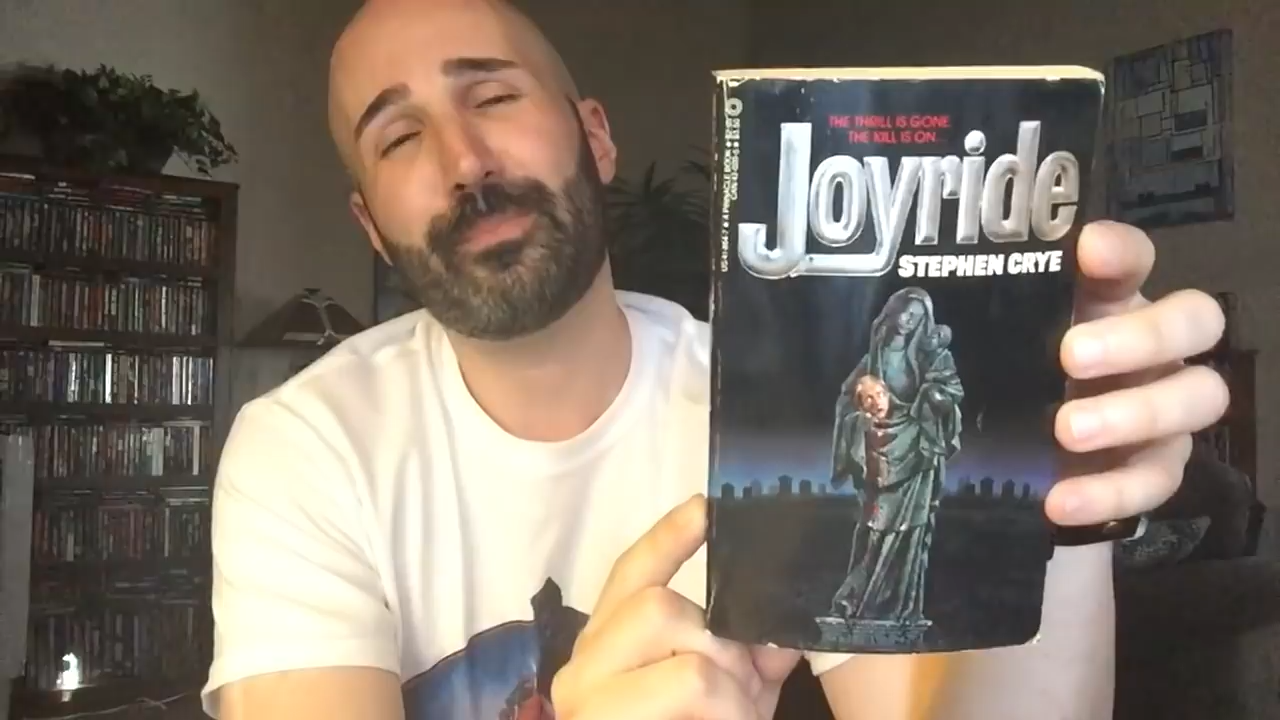 THE THRILL IS GONE.
THE KILL IS ON...
Joyride
STEPHEN CRYE